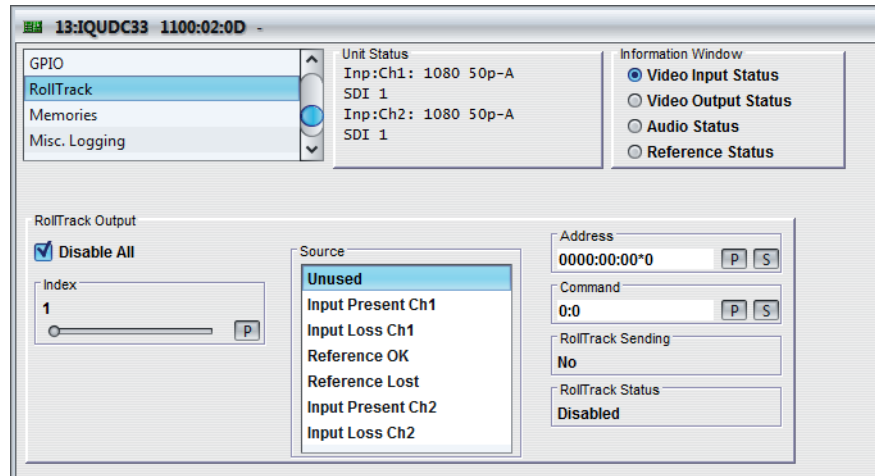 13:IQUDC33 1100:02:0D -
GPIO
RollTrack
Memories
Misc. Logging
Unit Status
Inp:Ch1: 1080 50p-A
SDI 1
Inp:Ch2: 1080 50p-A
SDI 1
Information Window
Video Input Status
Video Output Status
Audio Status
Reference Status
RollTrack Output
Disable All
Index
1
P
Source
Unused
Input Present Ch1
Input Loss Ch1
Reference OK
Reference Lost
Input Present Ch2
Input Loss Ch2
Address
0000:00:00*0 P S
Command
0:0 P S
RollTrack Sending
No
RollTrack Status
Disabled